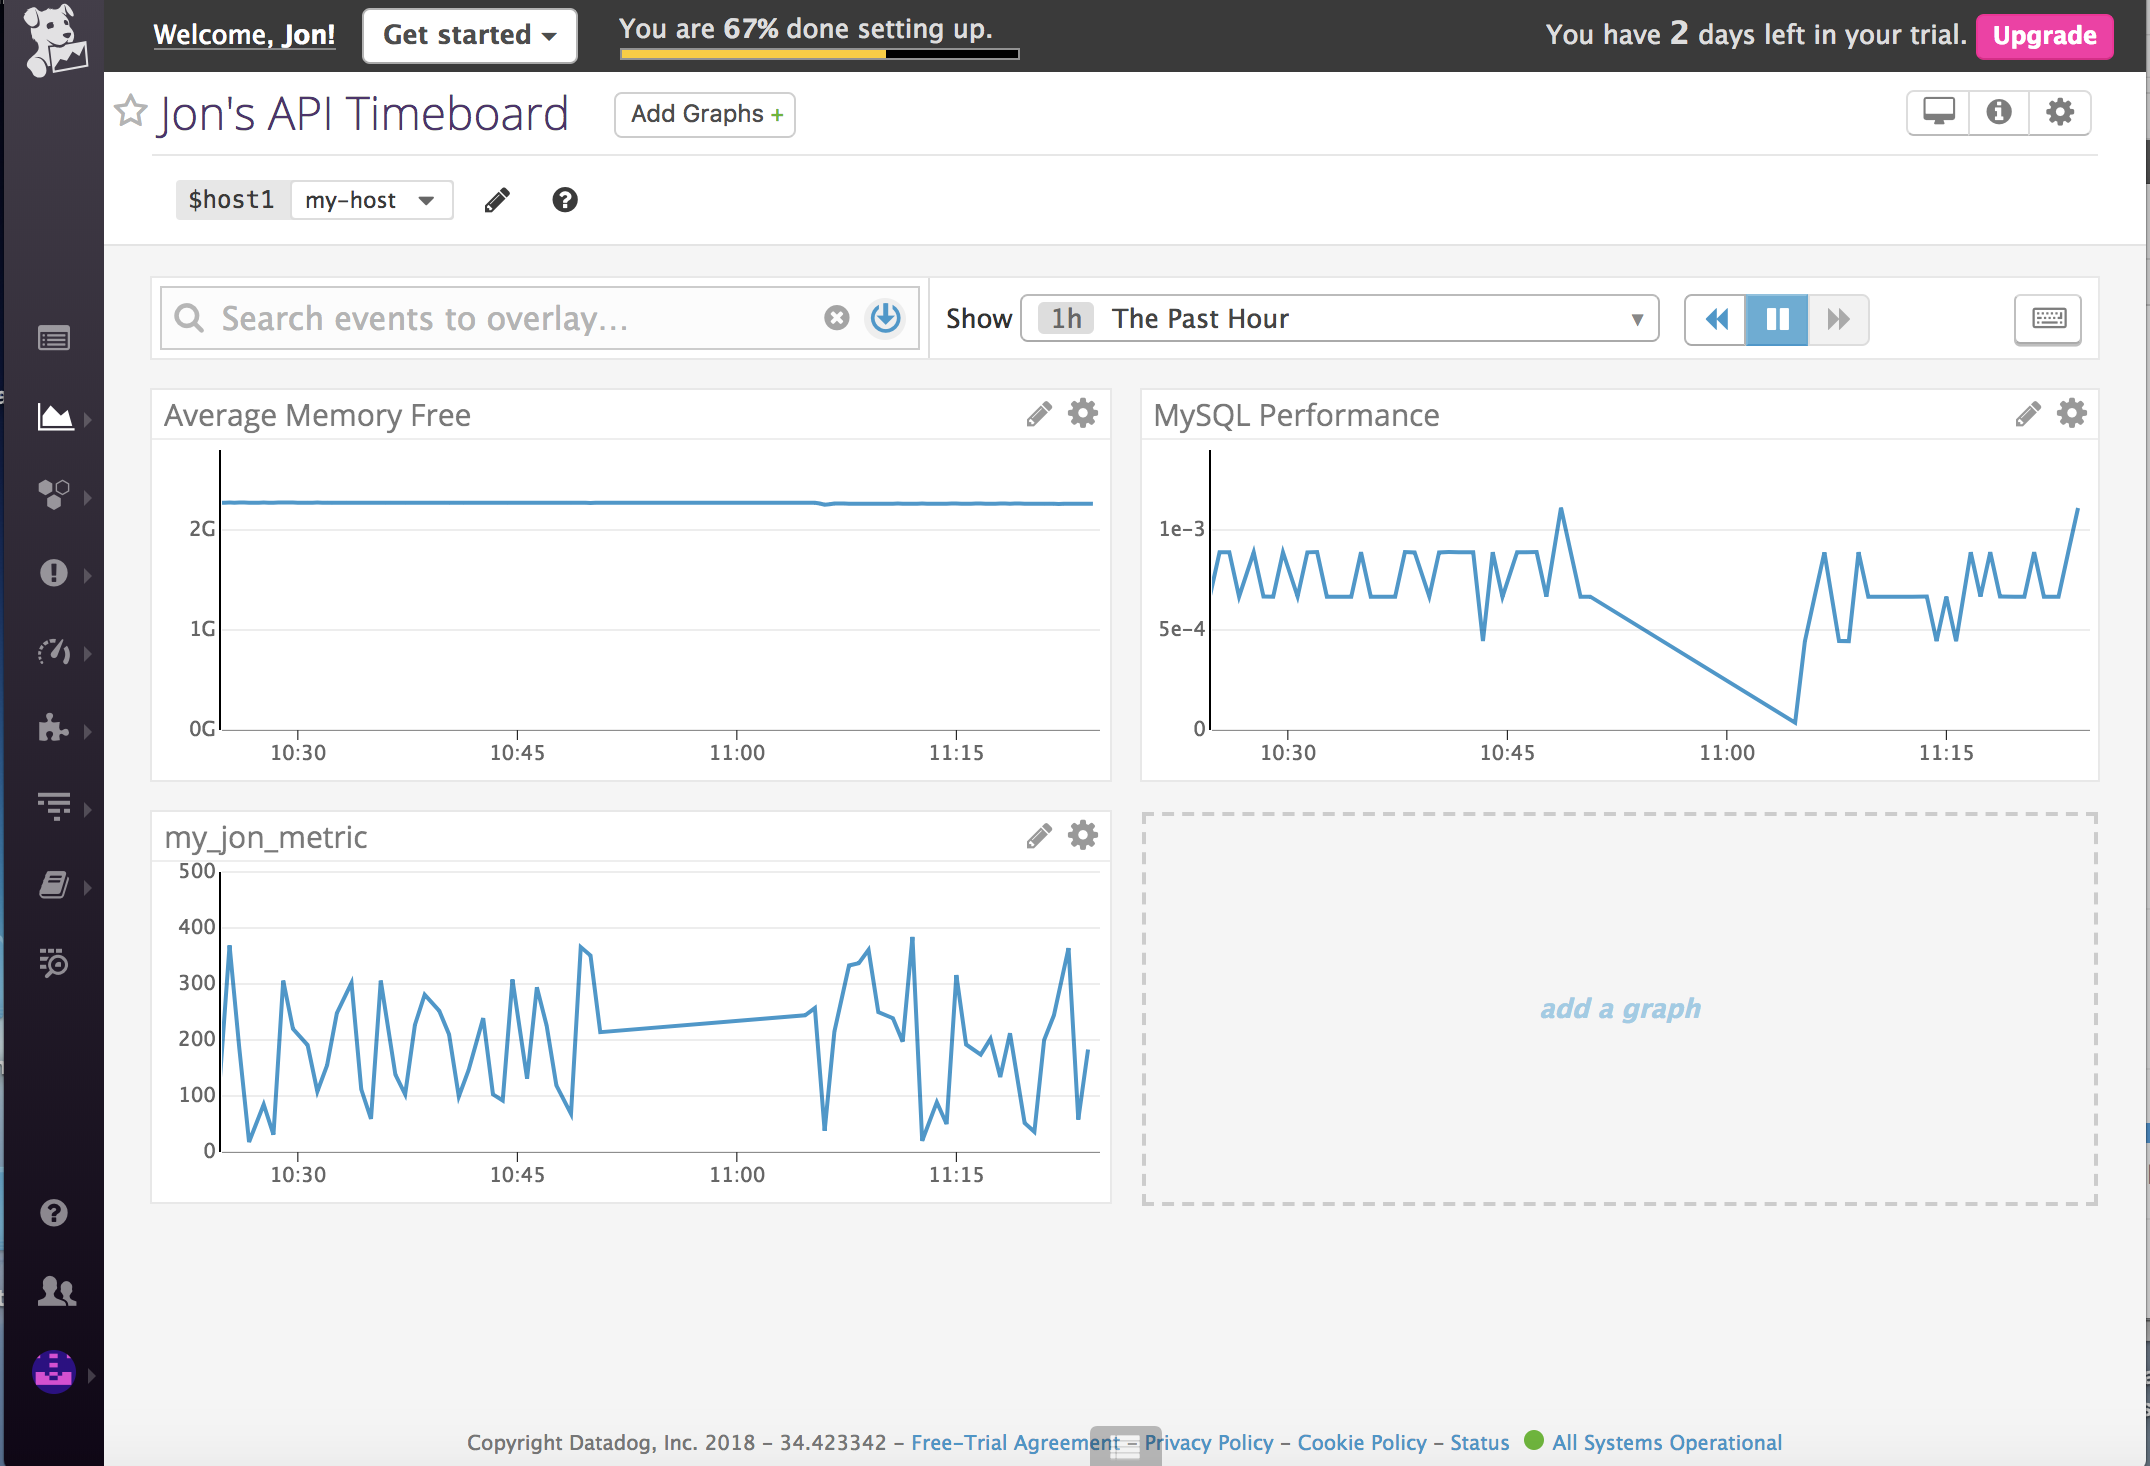 Welcome, Jon!
Get started
You are 67% done setting up.
You have 2 days left in your trial.
Upgrade
Jon's API Timeboard
Add Graphs +
$host1
my-host
Search events to overlay...
Show
1h
The Past Hour
Average Memory Free
2G
1G
0G
10:30
10:45
11:00
11:15
MySQL Performance
1e-3
5e-4
0
10:30
10:45
11:00
11:15
my_jon_metric
500
400
300
200
100
0
10:30
10:45
11:00
11:15
add a graph
Copyright Datadog, Inc. 2018 - 34.423342 - Free-Trial Agreement - Privacy Policy - Cookie Policy - Status All Systems Operational